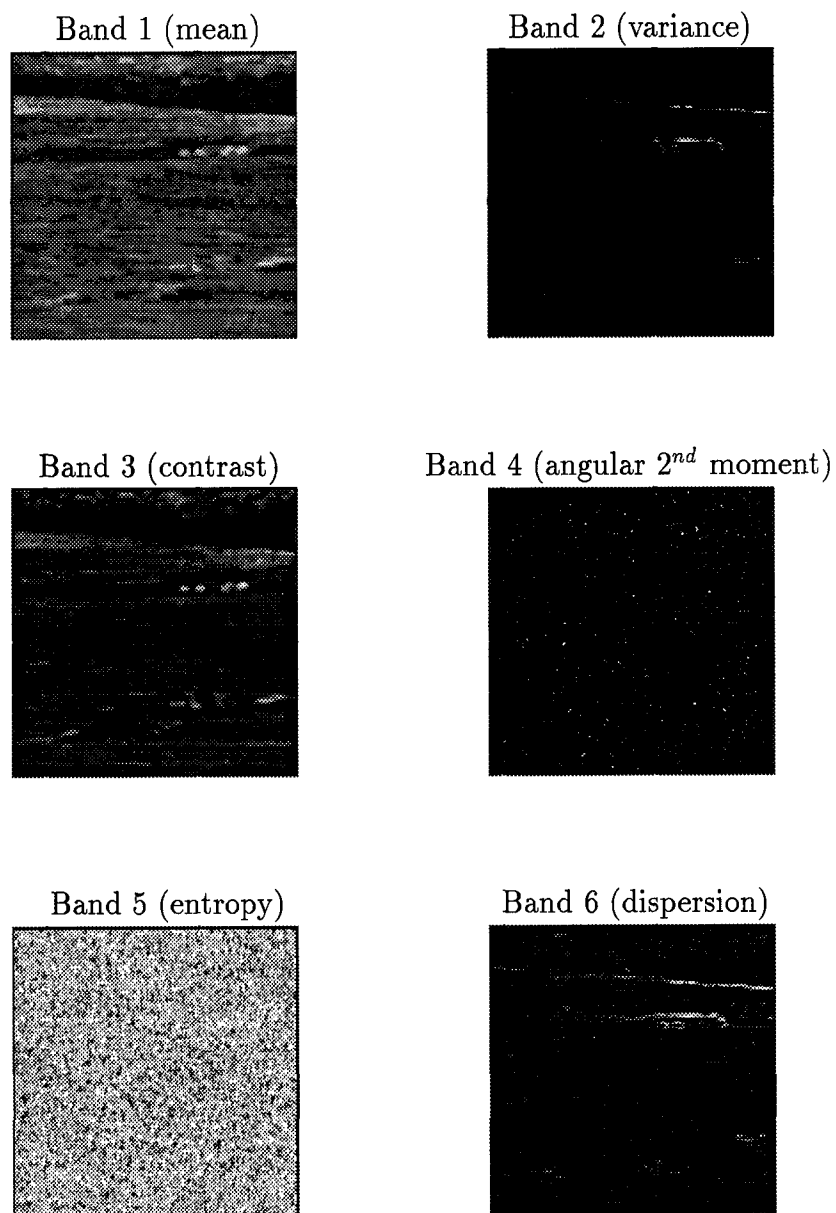 Band 1 (mean)
Band 2 (variance)
Band 3 (contrast)
Band 4 (angular 2nd moment)
Band 5 (entropy)
Band 6 (dispersion)